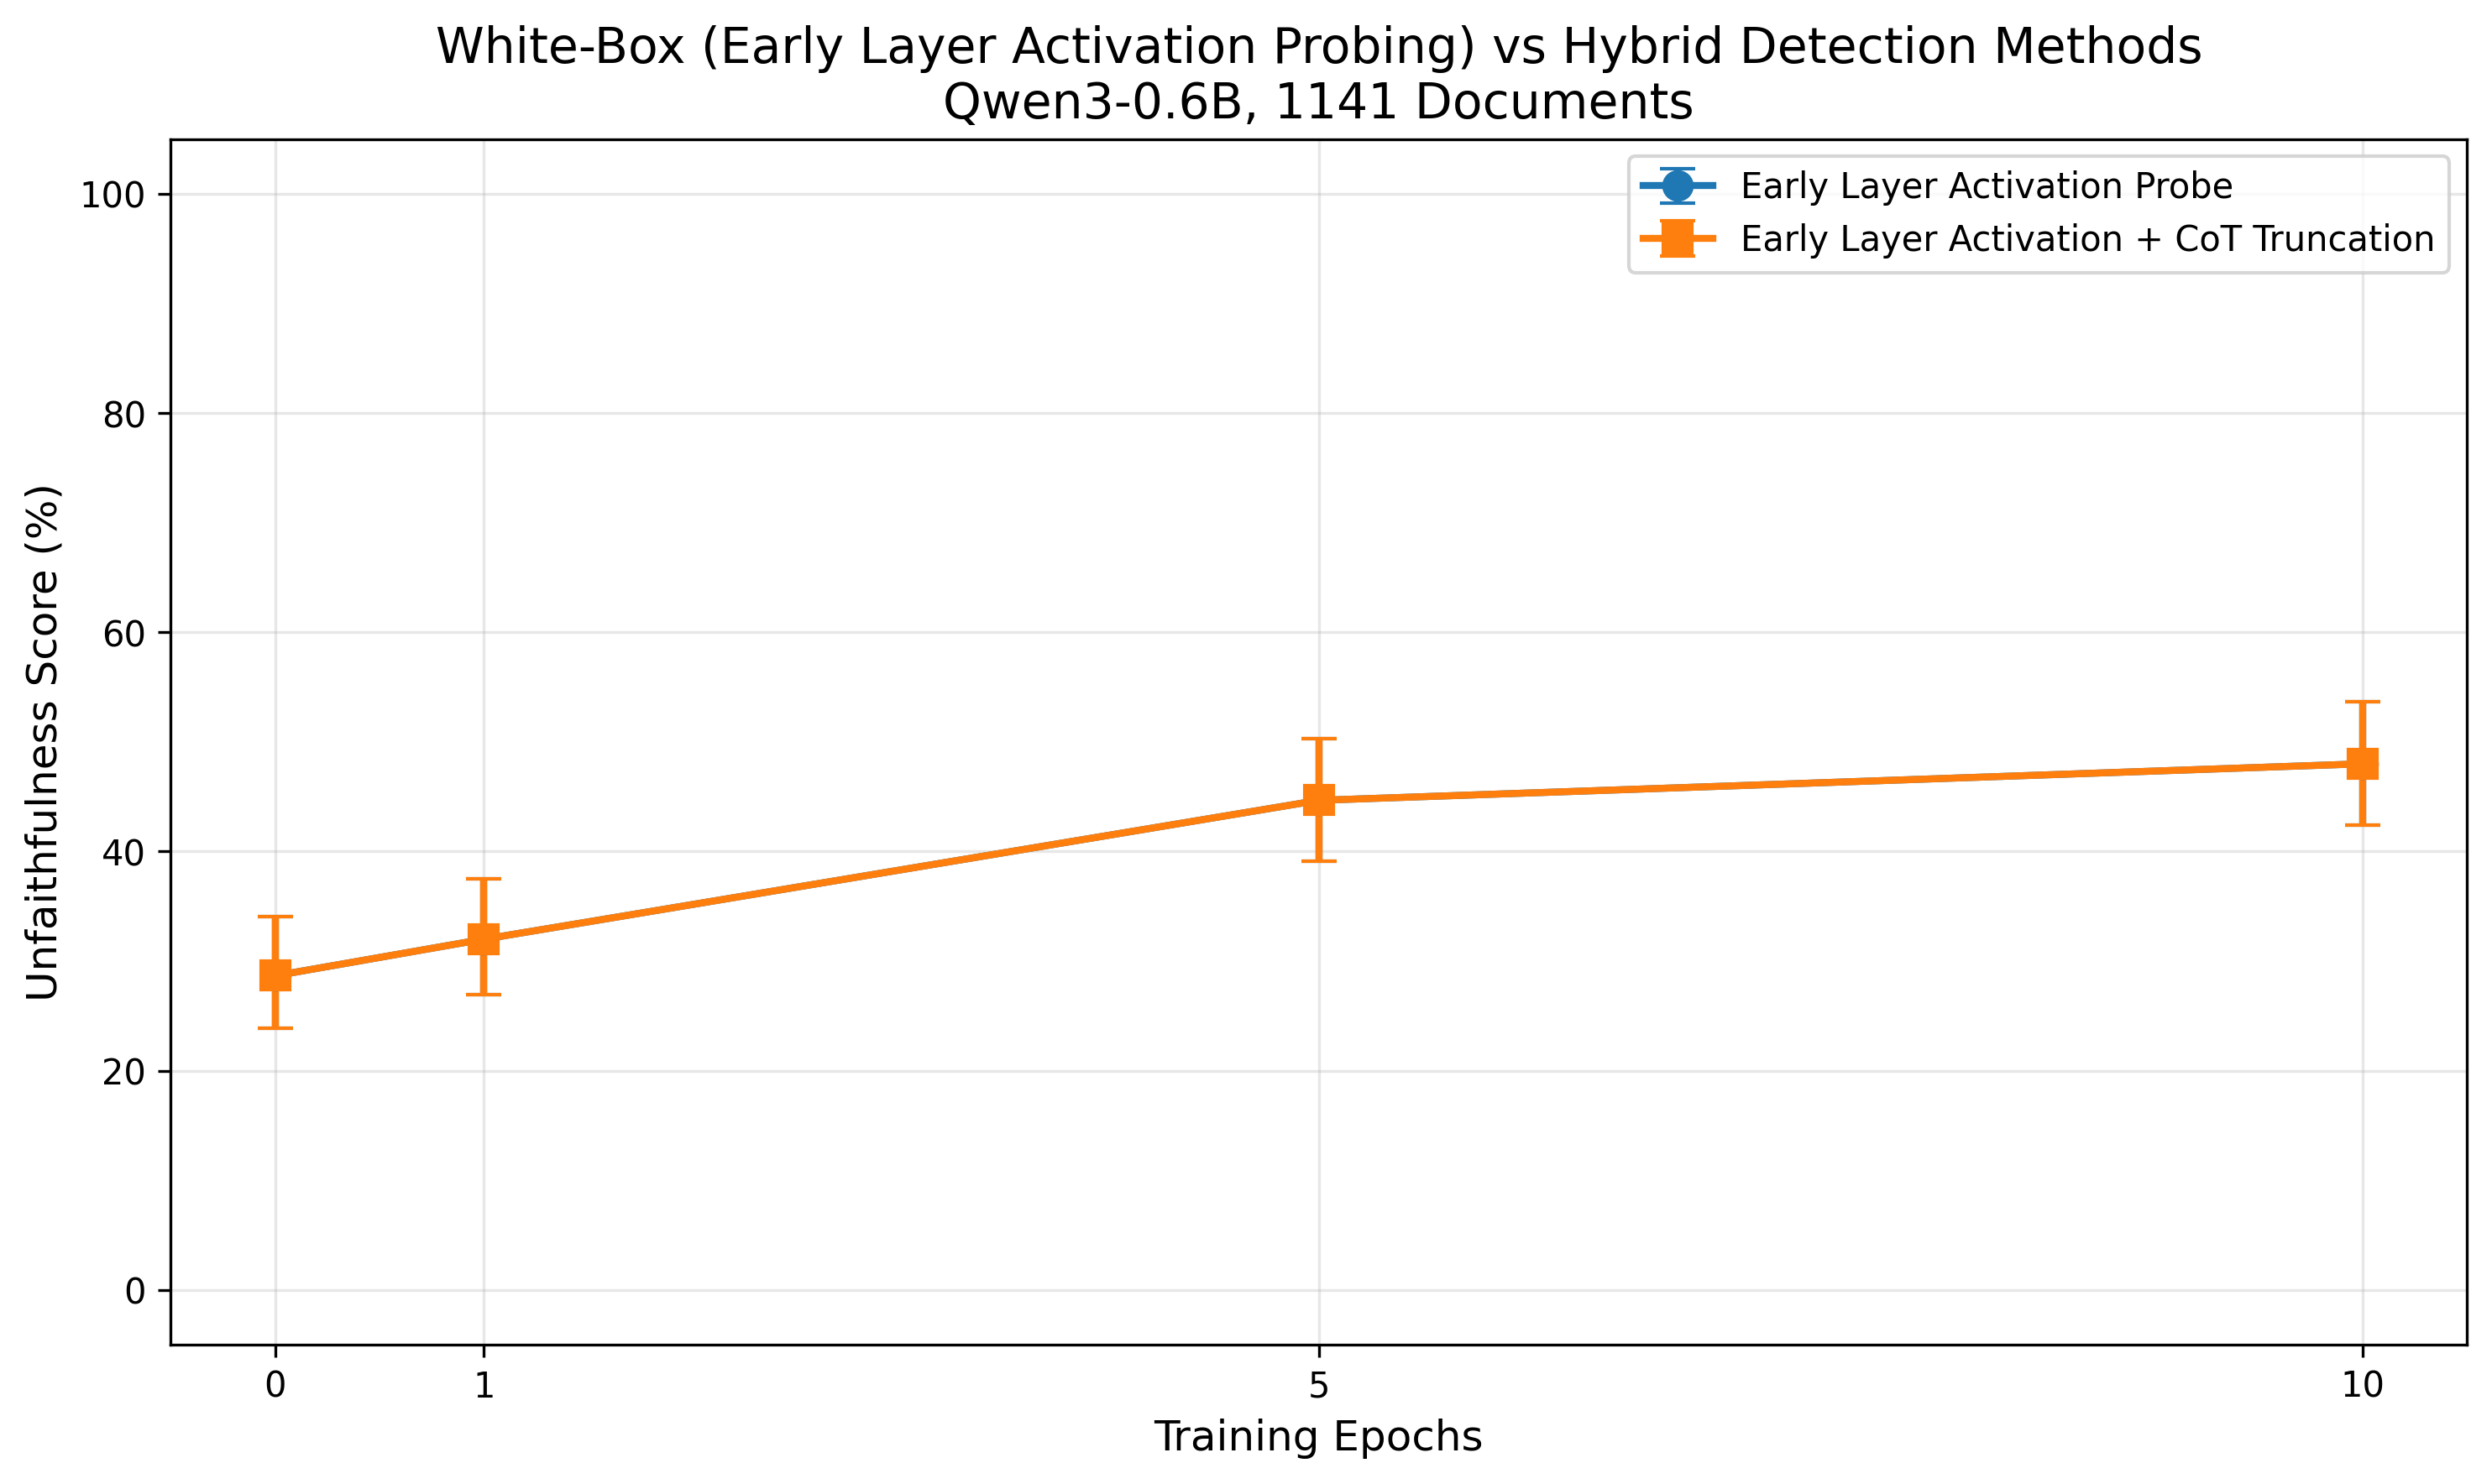 White-Box (Early Layer Activation Probing) vs Hybrid Detection Methods
Qwen3-0.6B, 1141 Documents
Early Layer Activation Probe
Early Layer Activation + CoT Truncation
Unfaithfulness Score (%)
100
80
60
40
20
0
0 1 5 10
Training Epochs